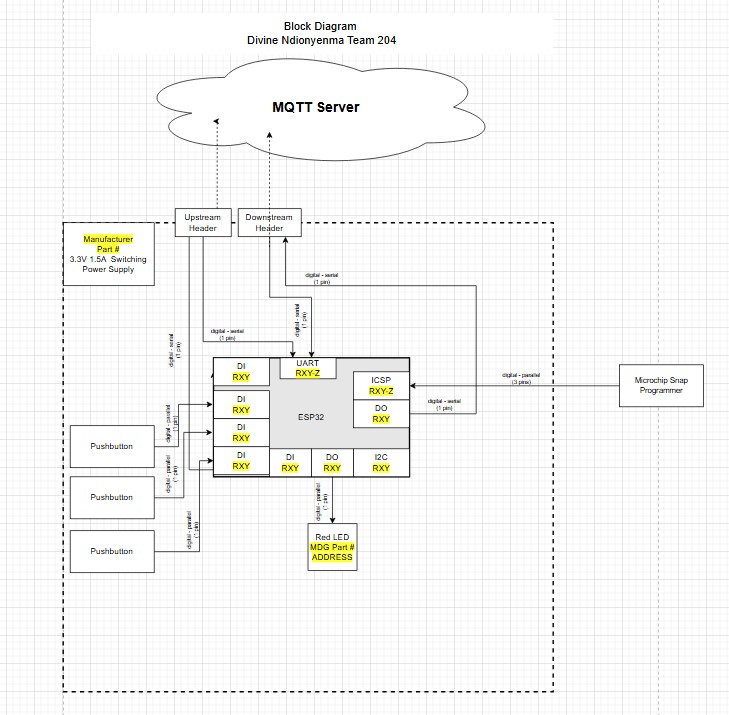 Block Diagram
Divine Ndionyenma Team 204
MQTT Server
Upstream
Header
Downstream
Header
Manufacturer
Part #
3.3V 1.5A Switching
Power Supply
digital - serial
(1 pin)
digital - serial
(1 pin)
digital - serial
(1 pin)
digital - serial
(1 pin)
DI
RXY
UART
RXY-Z
ICSP
RXY-Z
digital - parallel
(3 pins)
Microchip Snap
Programmer
DI
RXY
ESP32
DO
RXY
digital - serial
(1 pin)
digital - parallel
(1 pin)
DI
RXY
Pushbutton
digital - parallel
(1 pin)
DI
RXY
DI
RXY
DO
RXY
I2C
RXY
Pushbutton
digital - parallel
(1 pin)
digital - parallel
(1 pin)
Pushbutton
Red LED
MDG Part #
ADDRESS